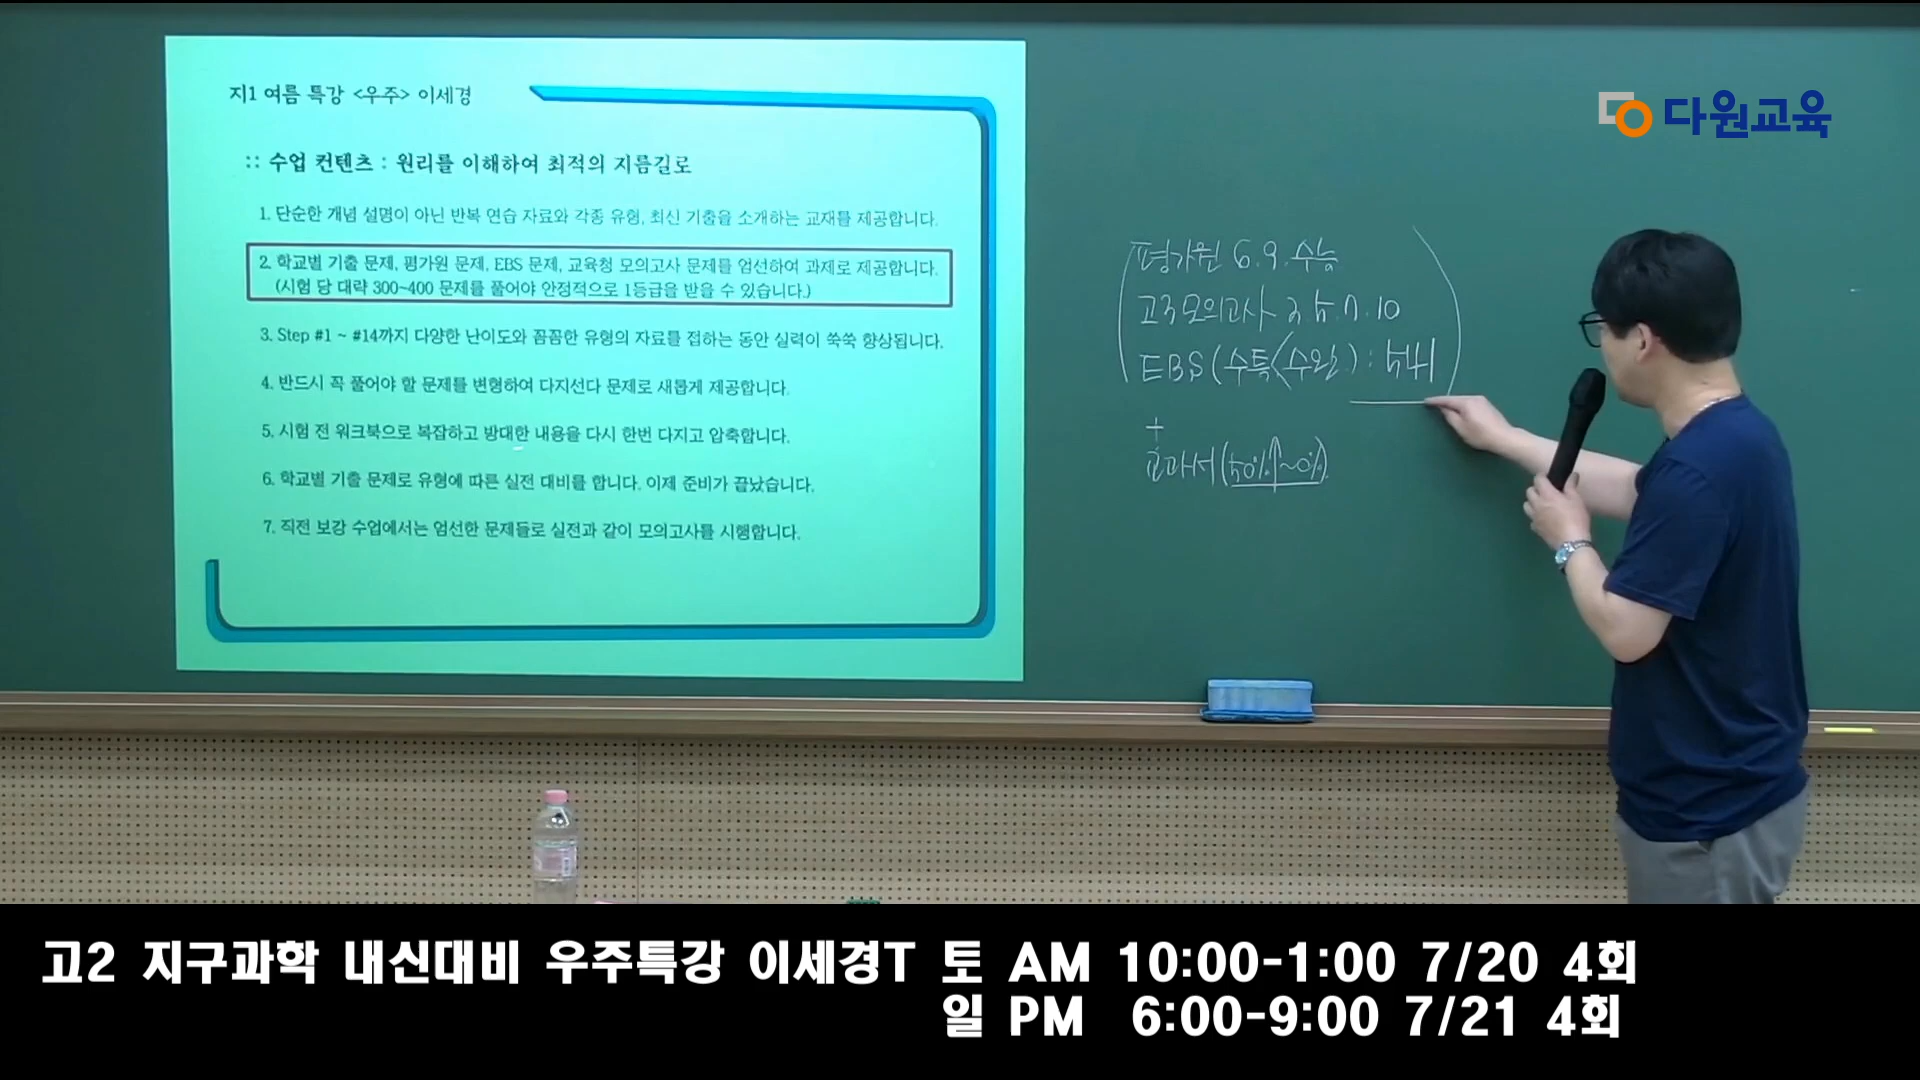 지1 여름 특강 <우주> 이세경
:: 수업 컨텐츠 : 원리를 이해하여 최적의 지름길로
1. 단순한 개념 설명이 아닌 반복 연습 자료와 각종 유형, 최신 기출을 소개하는 교재를 제공합니다.
2. 학교별 기출 문제, 평가원 문제, EBS 문제, 교육청 모의고사 문제를 엄선하여 과제로 제공합니다.
(시험 당 대략 300~400 문제를 풀어야 안정적으로 1등급을 받을 수 있습니다.)
3. Step #1 ~ #14까지 다양한 난이도와 꼼꼼한 유형의 자료를 접하는 동안 실력이 쑥쑥 향상됩니다.
4. 반드시 꼭 풀어야 할 문제를 변형하여 다지선다 문제로 새롭게 제공합니다.
5. 시험 전 워크북으로 복잡하고 방대한 내용을 다시 한번 다지고 압축합니다.
6. 학교별 기출 문제로 유형에 따른 실전 대비를 합니다. 이제 준비가 끝났습니다.
7. 직전 보강 수업에서는 엄선한 문제들로 실전과 같이 모의고사를 시행합니다.
다원교육
평가원 6.9.수능
고3모의고사 3.5.7.10
EBS(수특<수완):
+
교과서(50%↑~0%)
고2 지구과학 내신대비 우주특강 이세경T 토 AM 10:00-1:00 7/20 4회
일 PM 6:00-9:00 7/21 4회